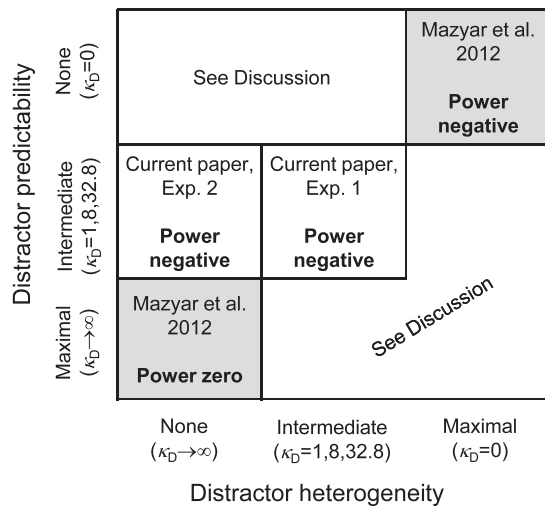 Distractor predictability
None
(κD=0)
Intermediate
(κD=1,8,32.8)
Maximal
(κD→∞)
See Discussion
Mazyar et al.
2012
Power
negative
Current paper,
Exp. 2
Power
negative
Current paper,
Exp. 1
Power
negative
Mazyar et al.
2012
Power zero
See Discussion
None
(κD→∞)
Intermediate
(κD=1,8,32.8)
Maximal
(κD=0)
Distractor heterogeneity